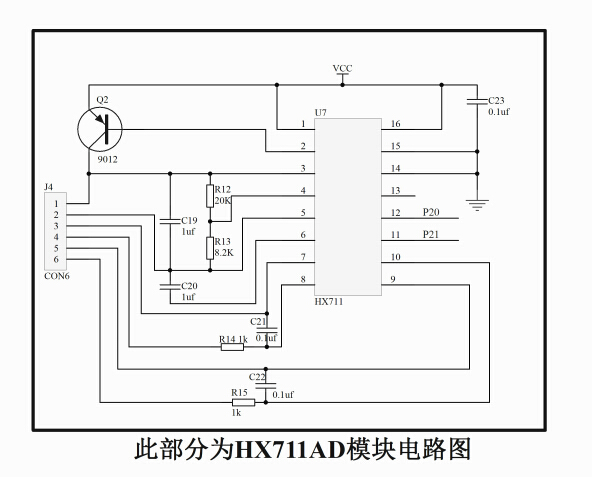 VCC
Q2
9012
U7
1
2
3
4
5
6
7
8
16
15
14
13
12
11
10
9
HX711
P20
P21
C23
0.1uf
J4
1
2
3
4
5
6
CON6
R12
20K
C19
1uf
R13
8.2K
C20
1uf
C21
0.1uf
R14 1k
C22
0.1uf
R15
1k
此部分为HX711AD模块电路图